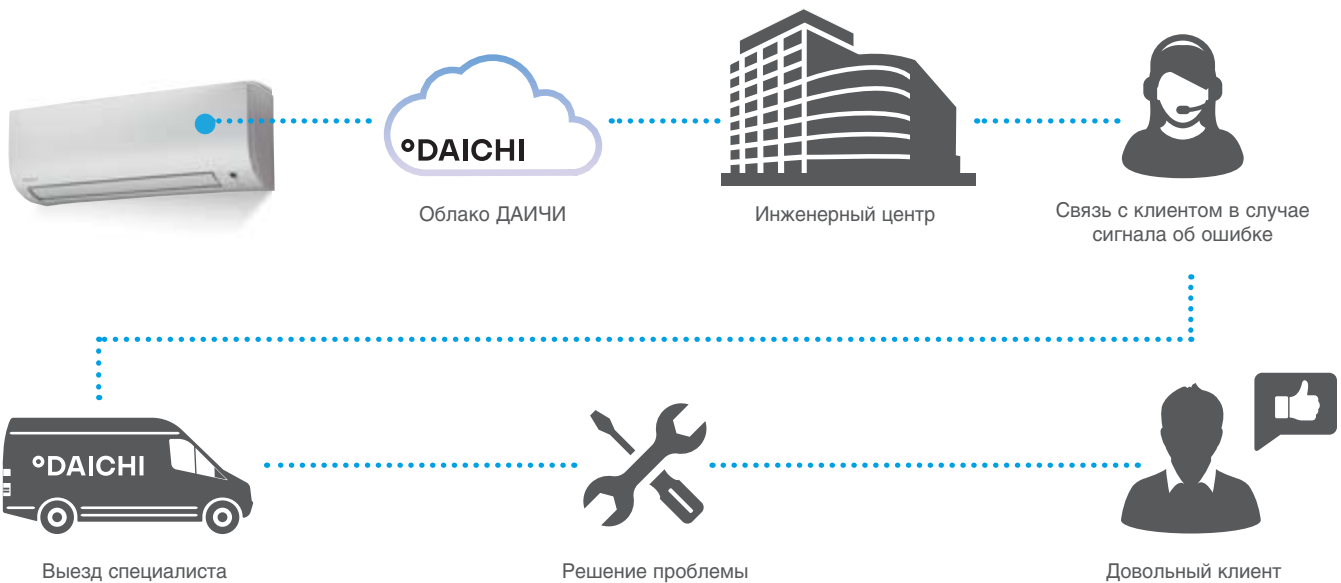 °DAICHI
Облако ДАИЧИ
Инженерный центр
Связь с клиентом в случае
сигнала об ошибке
°DAICHI
Выезд специалиста
Решение проблемы
Довольный клиент